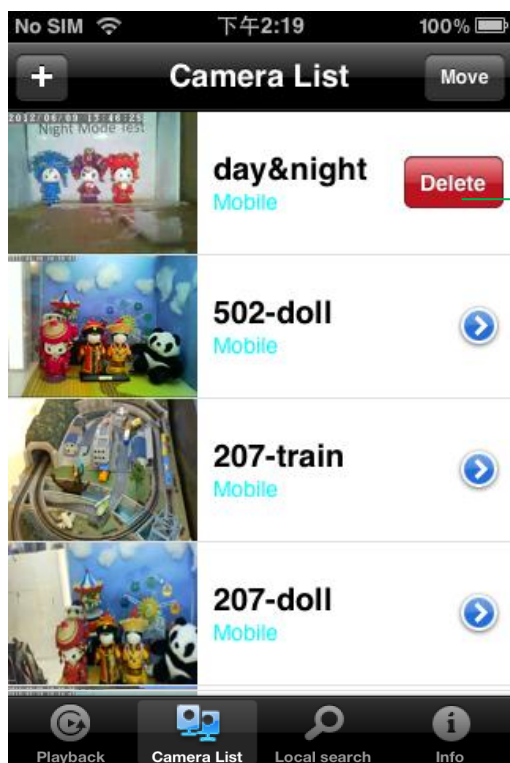 No SIM 下午2:19 100%
+ Camera List Move
2012/06/09 13:46:25
Night Mode Test
day&night
Mobile
Delete
502-doll
Mobile
207-train
Mobile
207-doll
Mobile
Playback Camera List Local search Info